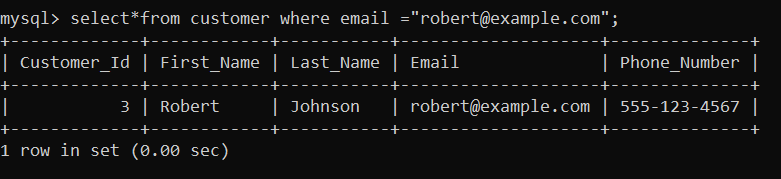 mysql> select*from customer where email ="robert@example.com";
+-------------+------------+-----------+--------------------+--------------+
| Customer_Id | First_Name | Last_Name | Email              | Phone_Number |
+-------------+------------+-----------+--------------------+--------------+
|           3 | Robert     | Johnson   | robert@example.com | 555-123-4567 |
+-------------+------------+-----------+--------------------+--------------+
1 row in set (0.00 sec)